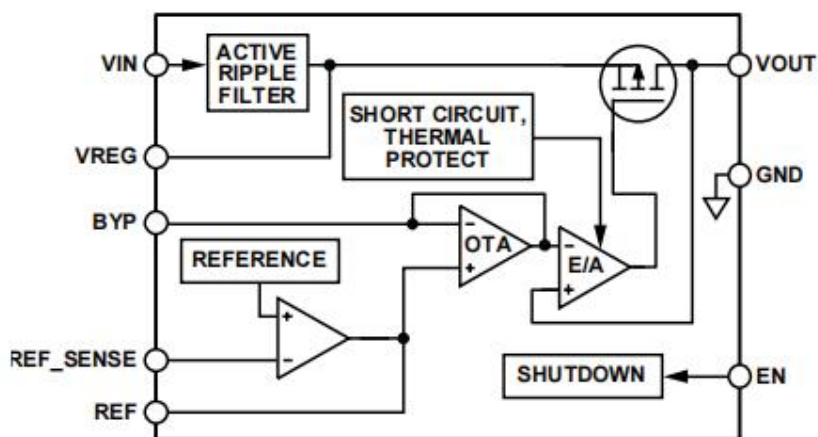 VIN
ACTIVE
RIPPLE
FILTER
VOUT
VREG
SHORT CIRCUIT,
THERMAL
PROTECT
GND
BYP
−
OTA
+
−
E/A
+
REFERENCE
+
−
REF_SENSE
SHUTDOWN
EN
REF